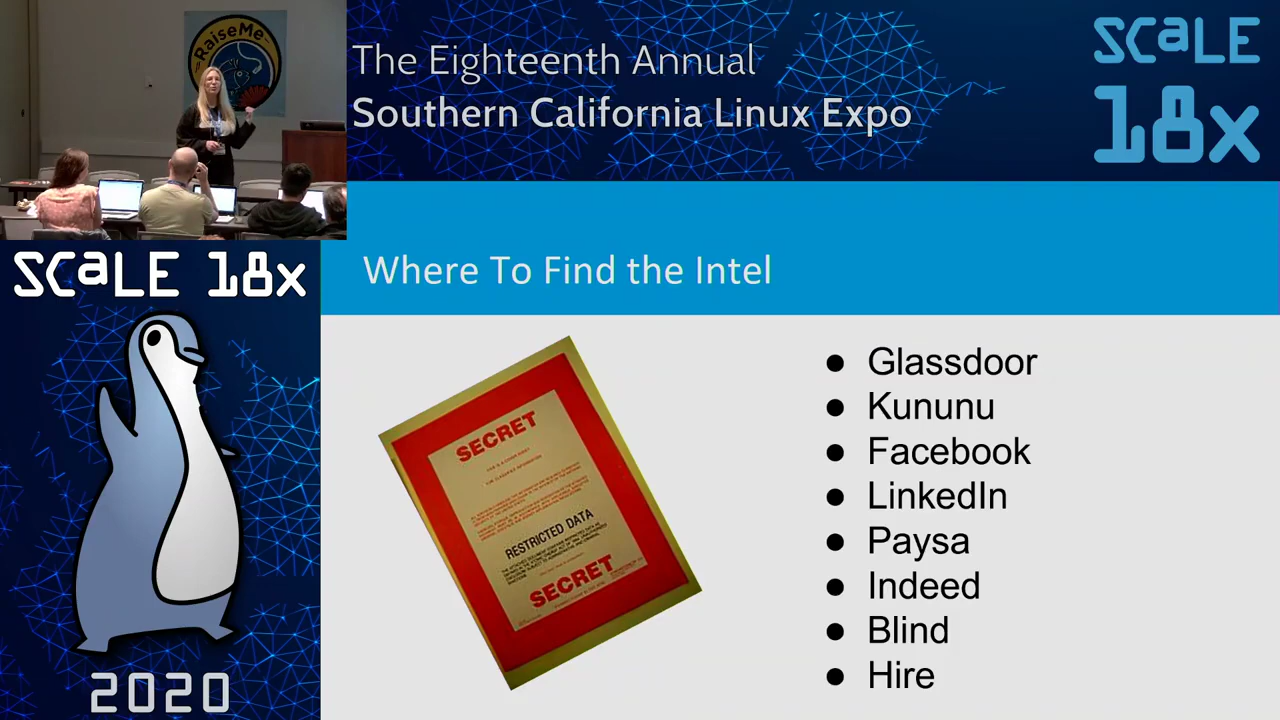 RaiseMe
The Eighteenth Annual
Southern California Linux Expo
SCaLE
18x
SCaLE 18x
2020
Where To Find the Intel
SECRET
RESTRICTED DATA
SECRET
● Glassdoor
● Kununu
● Facebook
● LinkedIn
● Paysa
● Indeed
● Blind
● Hire